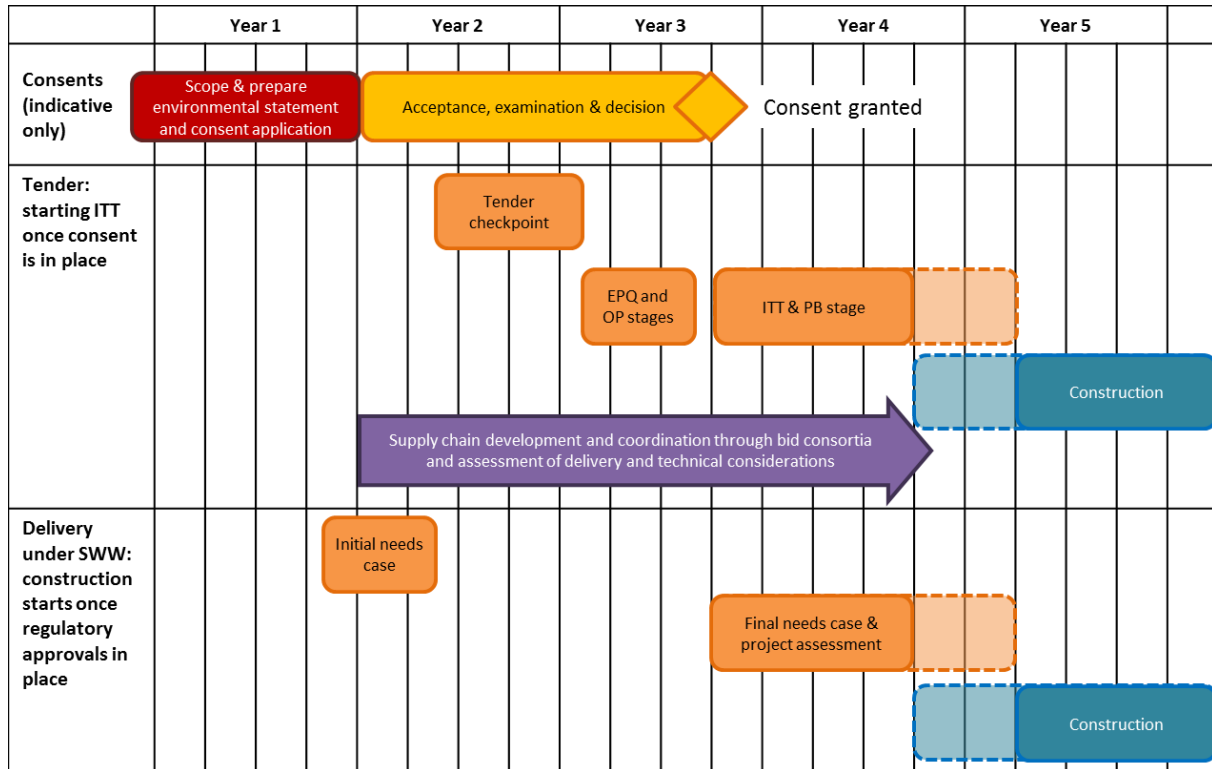 Year 1
Year 2
Year 3
Year 4
Year 5
Consents
(indicative
only)
Scope & prepare
environmental statement
and consent application
Acceptance, examination & decision
Consent granted
Tender:
starting ITT
once consent
is in place
Tender
checkpoint
EPQ and
OP stages
ITT & PB stage
Construction
Supply chain development and coordination through bid consortia
and assessment of delivery and technical considerations
Delivery
under SWW:
construction
starts once
regulatory
approvals in
place
Initial needs
case
Final needs case &
project assessment
Construction